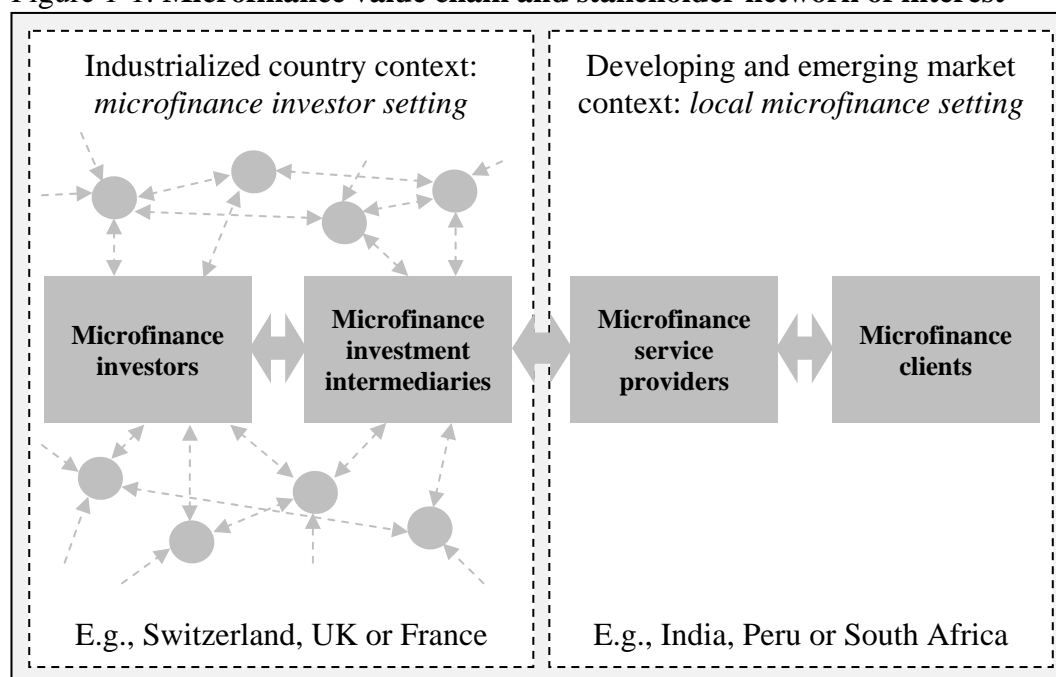 Figure 1-1: Microfinance value chain and stakeholder network of interest
Industrialized country context:
microfinance investor setting
Developing and emerging market
context: local microfinance setting
Microfinance
investors
Microfinance
investment
intermediaries
Microfinance
service
providers
Microfinance
clients
E.g., Switzerland, UK or France
E.g., India, Peru or South Africa